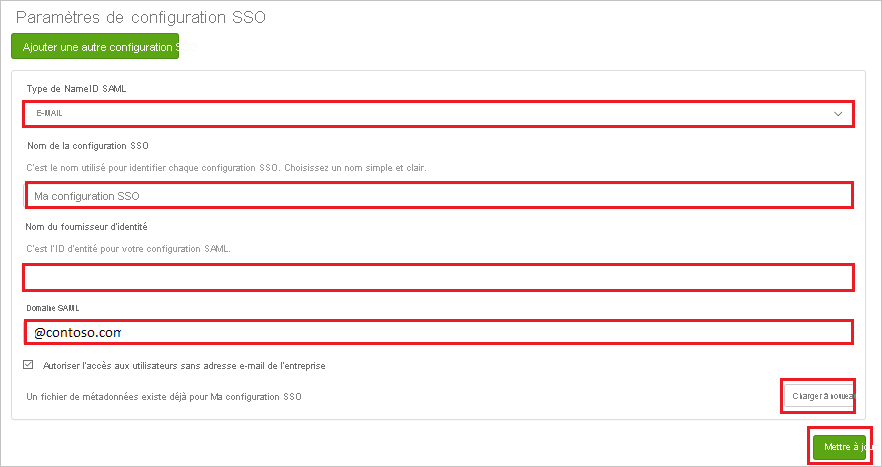 Paramètres de configuration SSO
Ajouter une autre configuration S
Type de NameID SAML
E-MAIL
Nom de la configuration SSO
C'est le nom utilisé pour identifier chaque configuration SSO. Choisissez un nom simple et clair.
Ma configuration SSO
Nom du fournisseur d'identité
C'est l'ID d'entité pour votre configuration SAML.
Domaine SAML
@contoso.com
Autoriser l'accès aux utilisateurs sans adresse e-mail de l'entreprise
Un fichier de métadonnées existe déjà pour Ma configuration SSO
Charger à nouveau
Mettre à jou